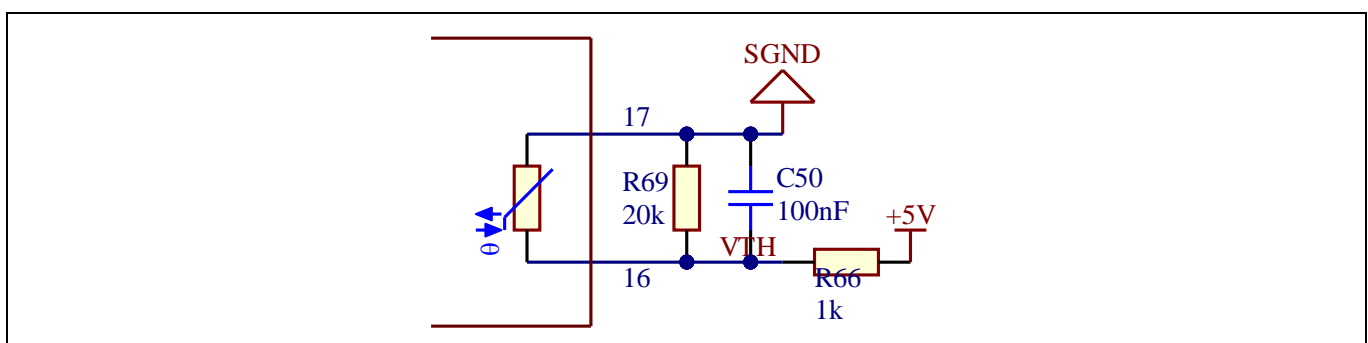 SGND
17
R69
20k
C50
100nF
+5V
VTH
16
R66
1k
θ